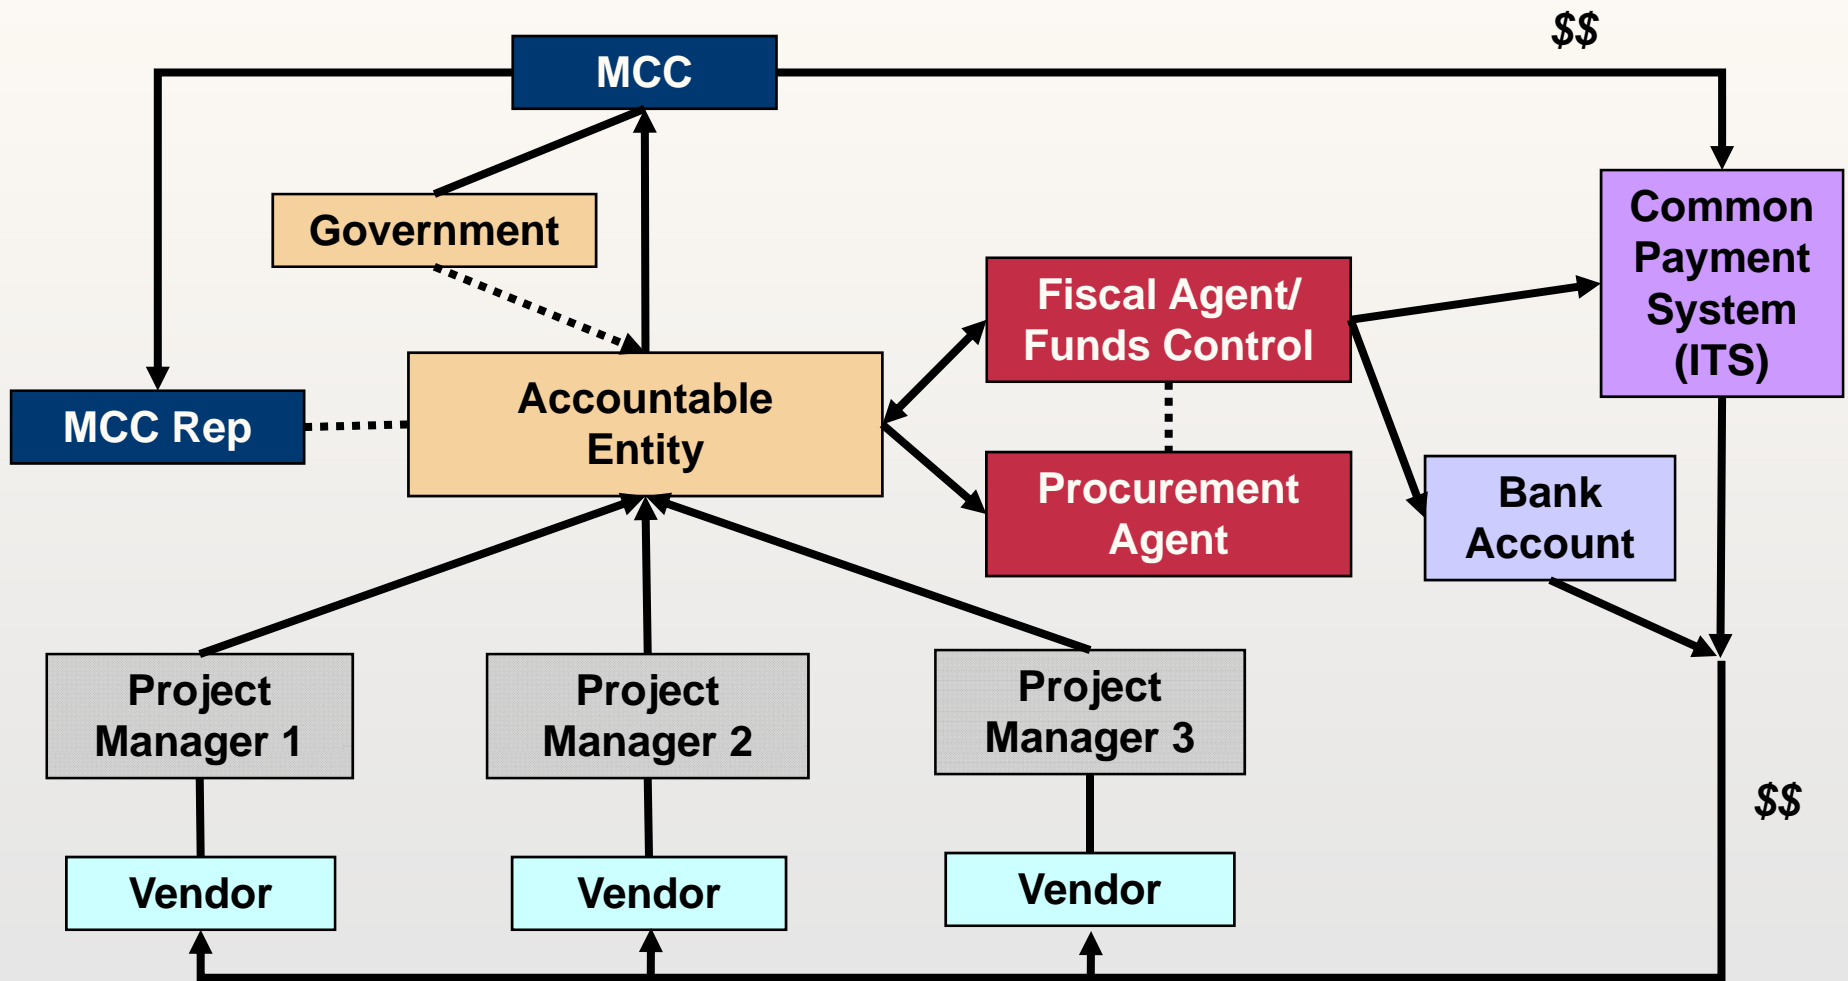 $$
MCC
Government
Common
Payment
System
(ITS)
Fiscal Agent/
Funds Control
Accountable
Entity
MCC Rep
Procurement
Agent
Bank
Account
Project
Manager 1
Project
Manager 2
Project
Manager 3
$$
Vendor
Vendor
Vendor